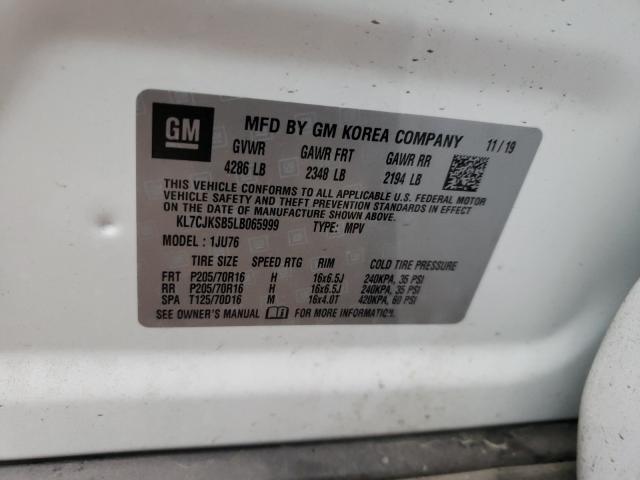 GM
MFD BY GM KOREA COMPANY 11/19
GVWR GAWR FRT GAWR RR
4286 LB 2348 LB 2194 LB
THIS VEHICLE CONFORMS TO ALL APPLICABLE U.S. FEDERAL MOTOR
VEHICLE SAFETY AND THEFT PREVENTION STANDARDS IN EFFECT
ON THE DATE OF MANUFACTURE SHOWN ABOVE.
KL7CJKSB5LB065999 TYPE: MPV
MODEL : 1JU76
TIRE SIZE SPEED RTG RIM COLD TIRE PRESSURE
FRT P205/70R16 H 16x6.5J 240KPA, 35 PSI
RR P205/70R16 H 16x6.5J 240KPA, 35 PSI
SPA T125/70D16 M 16x4.0T 420KPA, 60 PSI
SEE OWNER'S MANUAL FOR MORE INFORMATION.